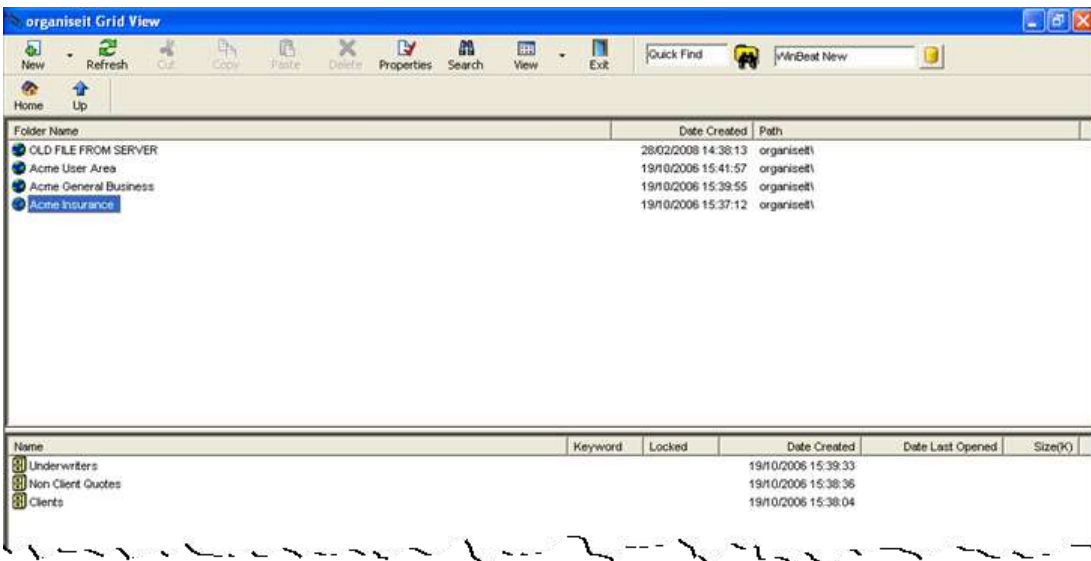 organiseit Grid View
New Refresh Cut Copy Paste Delete Properties Search View Exit Quick Find WinBeat New
Home Up
Folder Name Date Created Path
OLD FILE FROM SERVER 28/02/2008 14:38:13 organiseit\
Acme User Area 19/10/2006 15:41:57 organiseit\
Acme General Business 19/10/2006 15:39:55 organiseit\
Acme Insurance 19/10/2006 15:37:12 organiseit\
Name Keyword Locked Date Created Date Last Opened Size(K)
Underwriters 19/10/2006 15:39:33
Non Client Quotes 19/10/2006 15:38:36
Clients 19/10/2006 15:38:04